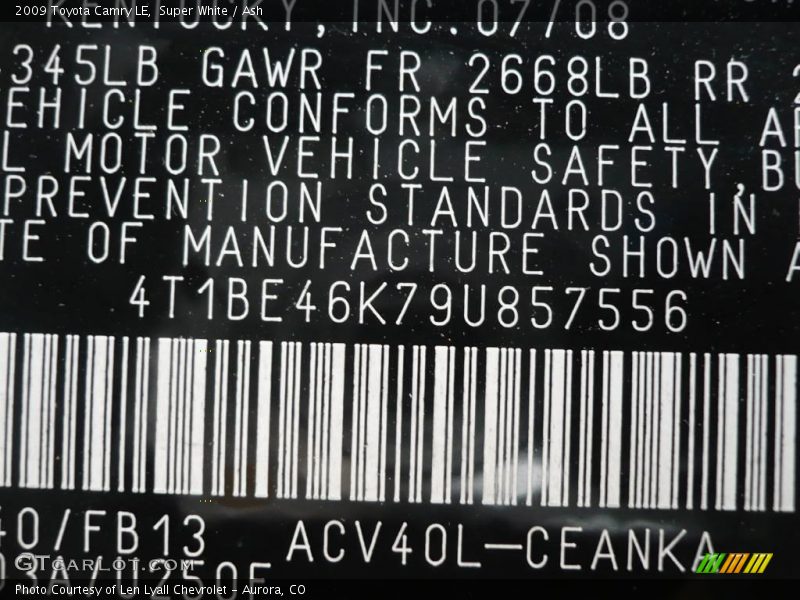 2009 Toyota Camry LE, Super White / Ash
KENTUCKY, INC. 07/08
345LB GAWR FR 2668LB RR
EHICLE CONFORMS TO ALL
L MOTOR VEHICLE SAFETY,
PREVENTION STANDARDS IN
TE OF MANUFACTURE SHOWN
4T1BE46K79U857556
40/FB13 ACV40L-CEANKA
03A/U250F
GTcarlot.com
Photo Courtesy of Len Lyall Chevrolet - Aurora, CO